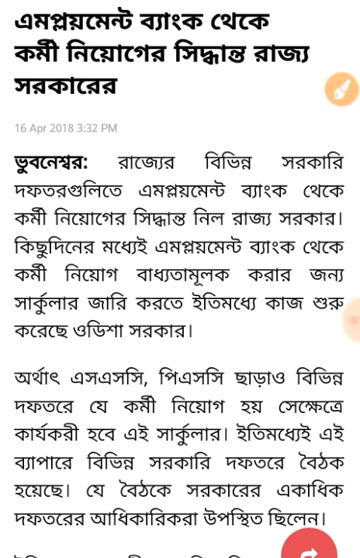 এমপ্লয়মেন্ট ব্যাংক থেকে
কর্মী নিয়োগের সিদ্ধান্ত রাজ্য
সরকারের
16 Apr 2018 3:32 PM
ভুবনেশ্বর: রাজ্যের বিভিন্ন সরকারি
দফতরগুলিতে এমপ্লয়মেন্ট ব্যাংক থেকে
কর্মী নিয়োগের সিদ্ধান্ত নিল রাজ্য সরকার।
কিছুদিনের মধ্যেই এমপ্লয়মেন্ট ব্যাংক থেকে
কর্মী নিয়োগ বাধ্যতামূলক করার জন্য
সার্কুলার জারি করতে ইতিমধ্যে কাজ শুরু
করেছে ওডিশা সরকার।
অর্থাৎ এসএসসি, পিএসসি ছাড়াও বিভিন্ন
দফতরে যে কর্মী নিয়োগ হয় সেক্ষেত্রে
কার্যকরী হবে এই সার্কুলার। ইতিমধ্যেই এই
ব্যাপারে বিভিন্ন সরকারি দফতরে বৈঠক
হয়েছে। যে বৈঠকে সরকারের একাধিক
দফতরের আধিকারিকরা উপস্থিত ছিলেন।